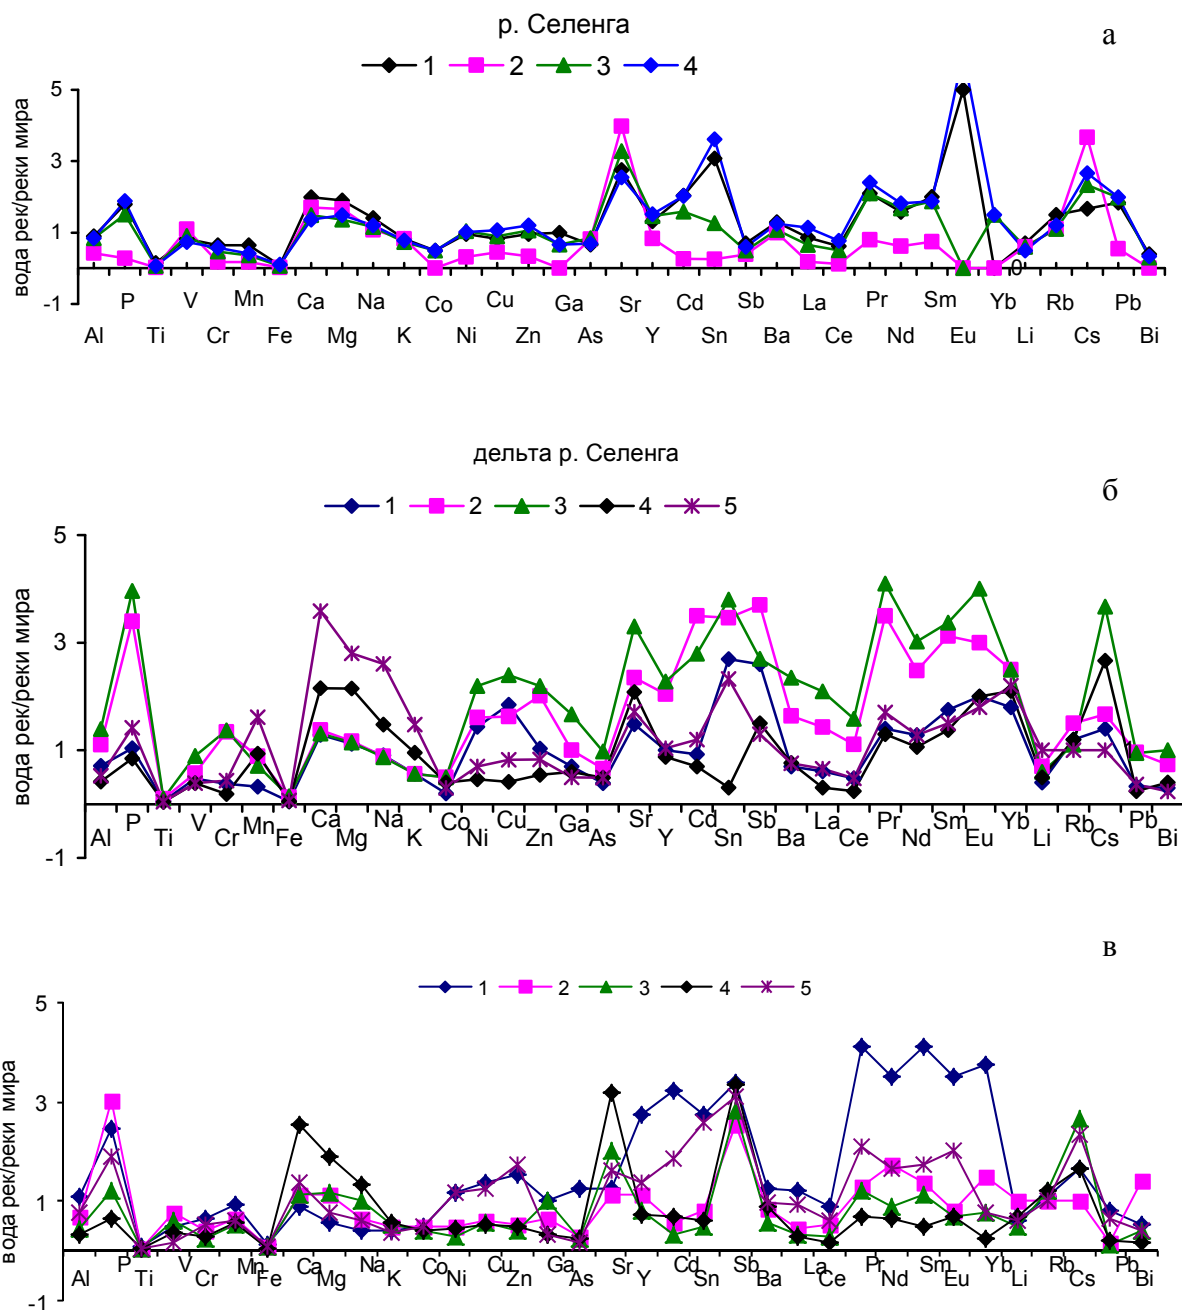 р. Селенга
а
1 2 3 4
вода рек/реки мира
5
3
1
-1
0
P V Mn Ca Na Co Cu Ga Sr Cd Sb La Pr Sm Yb Rb Pb
Al Ti Cr Fe Mg K Ni Zn As Y Sn Ba Ce Nd Eu Li Cs Bi
дельта р. Селенга
б
1 2 3 4 5
вода рек/реки мира
5
3
1
-1
Al P Ti V Cr Mn Fe Ca Mg Na K Co Ni Cu Zn Ga As Sr Y Cd Sn Sb Ba La Ce Pr Nd Sm Eu Yb Li Rb Cs Pb Bi
в
1 2 3 4 5
вода рек/реки мира
5
3
1
-1
Al P Ti V Cr Mn Fe Ca Mg Na K Co Ni Cu Zn Ga As Sr Y Cd Sn Sb Ba La Ce Pr Nd Sm Eu Yb Li Rb Cs Pb Bi